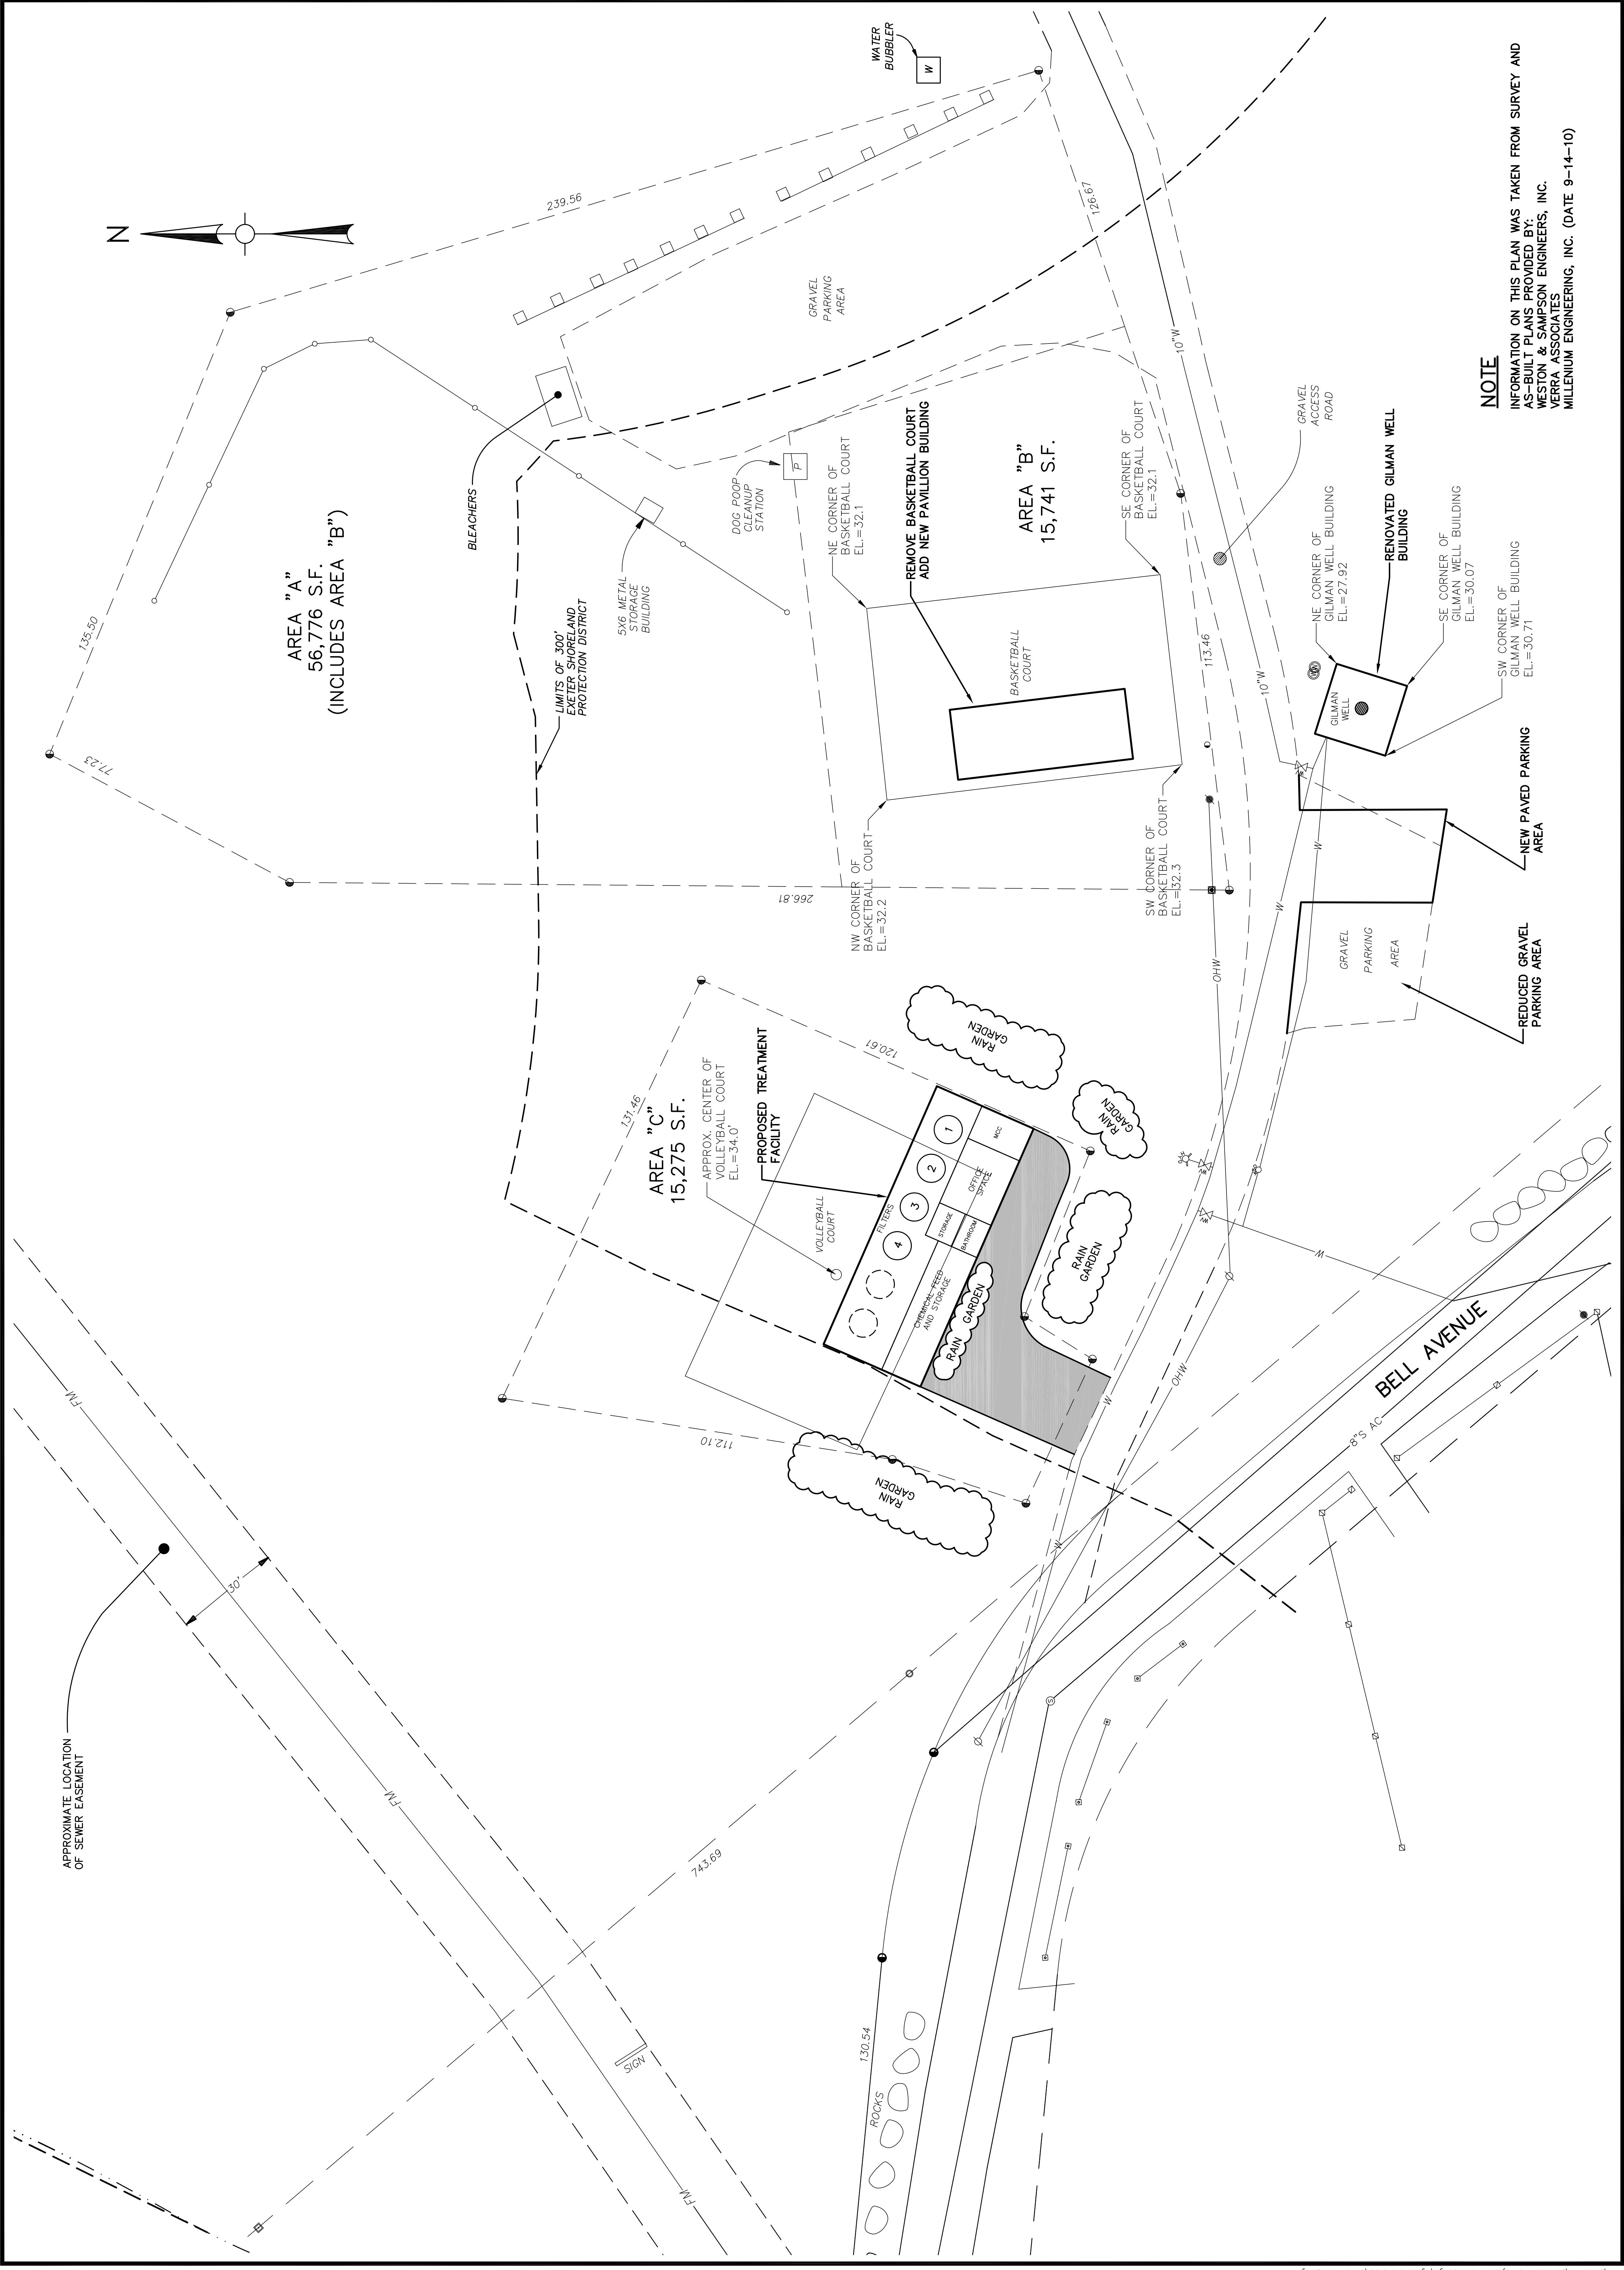 APPROXIMATE LOCATION
OF SEWER EASEMENT
FM
30'
FM
FM
SIGN
743.69
130.54
ROCKS
N
135.50
77.23
239.56
266.81
AREA "A"
56,776 S.F.
(INCLUDES AREA "B")
BLEACHERS
LIMITS OF 300'
EXETER SHORELAND
PROTECTION DISTRICT
5X6 METAL
STORAGE
BUILDING
DOG POOP
CLEANUP
STATION
P
WATER
BUBBLER
W
GRAVEL
PARKING
AREA
126.67
NE CORNER OF
BASKETBALL COURT
EL.=32.1
REMOVE BASKETBALL COURT
ADD NEW PAVILLION BUILDING
AREA "B"
15,741 S.F.
BASKETBALL
COURT
SE CORNER OF
BASKETBALL COURT
EL.=32.1
NW CORNER OF
BASKETBALL COURT
EL.=32.2
SW CORNER OF
BASKETBALL COURT
EL.=32.3
113.46
10"W
10"W
GRAVEL
ACCESS
ROAD
131.46
120.61
112.10
AREA "C"
15,275 S.F.
APPROX. CENTER OF
VOLLEYBALL COURT
EL.=34.0'
PROPOSED TREATMENT
FACILITY
VOLLEYBALL
COURT
FILTERS
4
3
2
1
MCC
OFFICE
SPACE
STORAGE
BATHROOM
CHEMICAL FEED
AND STORAGE
RAIN GARDEN
RAIN
GARDEN
RAIN
GARDEN
RAIN
GARDEN
RAIN
GARDEN
OHW
OHW
W
W
W
W
W
BELL AVENUE
8"S AC
S
GILMAN
WELL
NE CORNER OF
GILMAN WELL BUILDING
EL.=27.92
RENOVATED GILMAN WELL
BUILDING
SE CORNER OF
GILMAN WELL BUILDING
EL.=30.07
SW CORNER OF
GILMAN WELL BUILDING
EL.=30.71
GRAVEL
PARKING
AREA
NEW PAVED PARKING
AREA
REDUCED GRAVEL
PARKING AREA
NOTE
INFORMATION ON THIS PLAN WAS TAKEN FROM SURVEY AND
AS-BUILT PLANS PROVIDED BY:
WESTON & SAMPSON ENGINEERS, INC.
VERRA ASSOCIATES
MILLENIUM ENGINEERING, INC. (DATE 9-14-10)